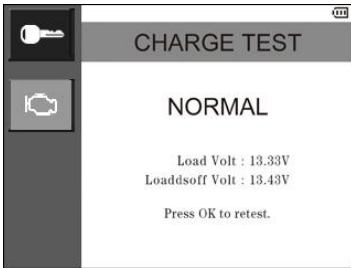 CHARGE TEST
NORMAL
Load Volt : 13.33V
Loaddsoff Volt : 13.43V
Press OK to retest.